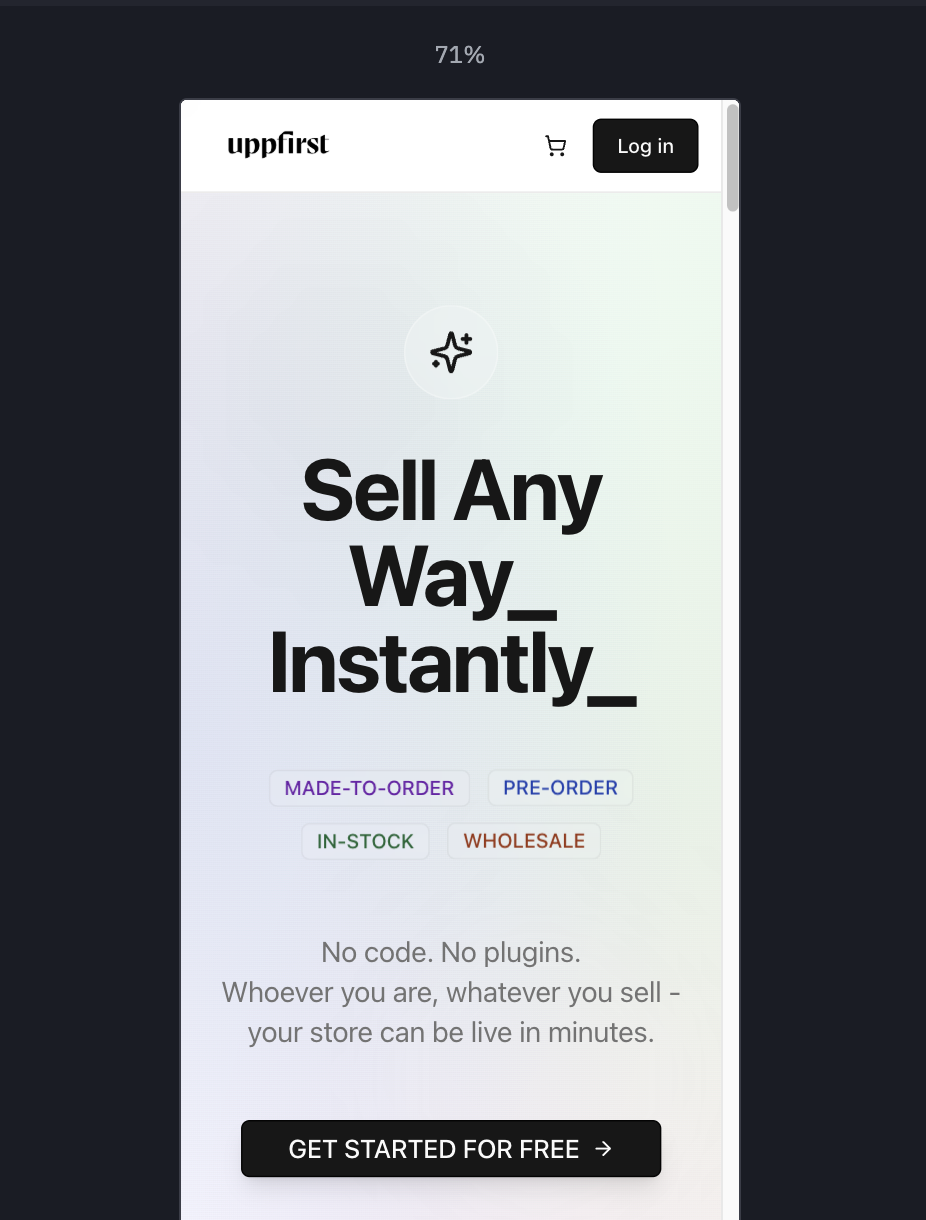 71%
uppfirst
Log in
Sell Any
Way_
Instantly_
MADE-TO-ORDER PRE-ORDER
IN-STOCK WHOLESALE
No code. No plugins.
Whoever you are, whatever you sell -
your store can be live in minutes.
GET STARTED FOR FREE →